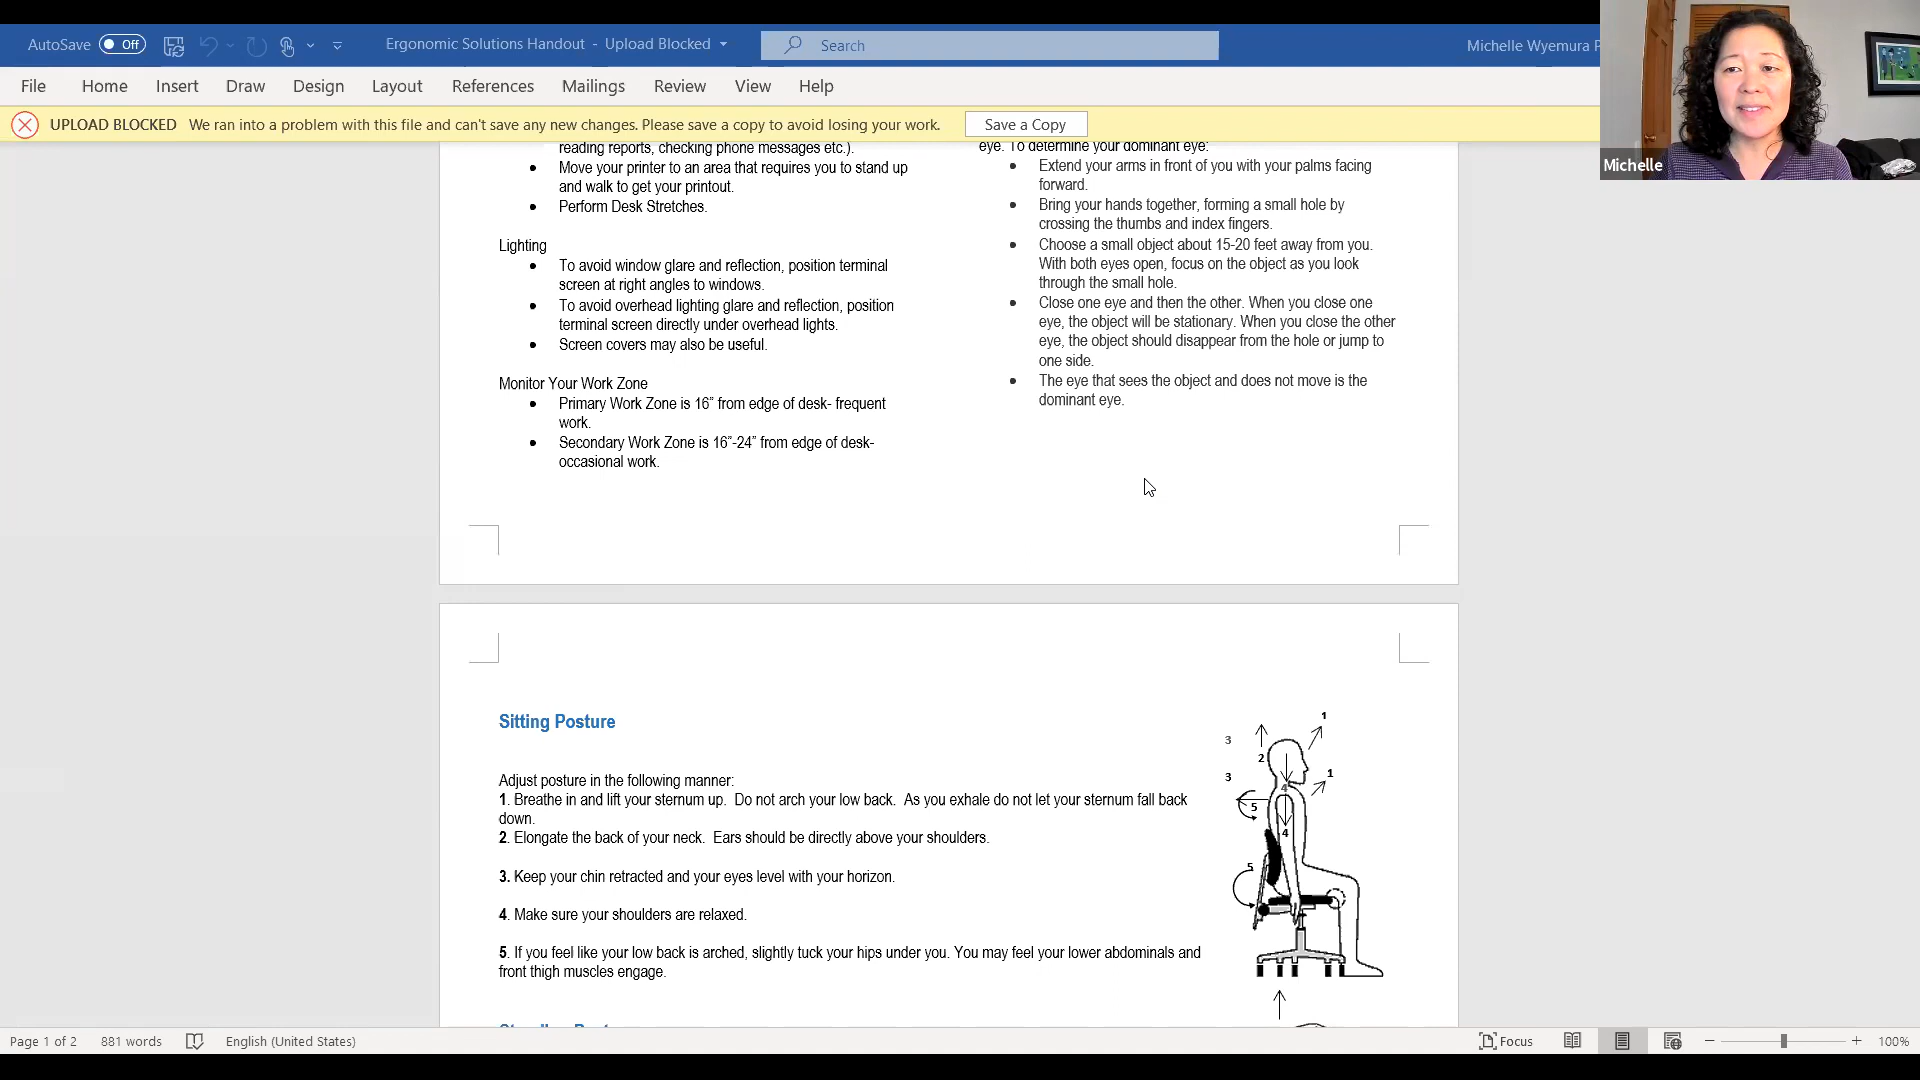 AutoSave Off
Ergonomic Solutions Handout - Upload Blocked
Search
Michelle Wyemura P
File Home Insert Draw Design Layout References Mailings Review View Help
UPLOAD BLOCKED We ran into a problem with this file and can't save any new changes. Please save a copy to avoid losing your work. Save a Copy
Michelle
reading reports, checking phone messages etc.).
• Move your printer to an area that requires you to stand up
and walk to get your printout.
• Perform Desk Stretches.
Lighting
• To avoid window glare and reflection, position terminal
screen at right angles to windows.
• To avoid overhead lighting glare and reflection, position
terminal screen directly under overhead lights.
• Screen covers may also be useful.
Monitor Your Work Zone
• Primary Work Zone is 16” from edge of desk- frequent
work.
• Secondary Work Zone is 16”-24” from edge of desk-
occasional work.
eye. To determine your dominant eye:
• Extend your arms in front of you with your palms facing
forward.
• Bring your hands together, forming a small hole by
crossing the thumbs and index fingers.
• Choose a small object about 15-20 feet away from you.
With both eyes open, focus on the object as you look
through the small hole.
• Close one eye and then the other. When you close one
eye, the object will be stationary. When you close the other
eye, the object should disappear from the hole or jump to
one side.
• The eye that sees the object and does not move is the
dominant eye.
Sitting Posture
Adjust posture in the following manner:
1. Breathe in and lift your sternum up. Do not arch your low back. As you exhale do not let your sternum fall back
down.
2. Elongate the back of your neck. Ears should be directly above your shoulders.
3. Keep your chin retracted and your eyes level with your horizon.
4. Make sure your shoulders are relaxed.
5. If you feel like your low back is arched, slightly tuck your hips under you. You may feel your lower abdominals and
front thigh muscles engage.
1
3
2
3
1
4
5
4
5
Page 1 of 2 881 words English (United States) Focus 100%